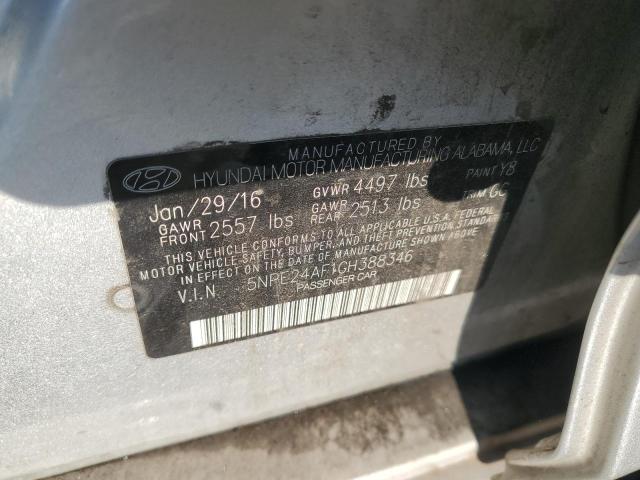 MANUFACTURED BY
HYUNDAI MOTOR MANUFACTURING ALABAMA, LLC
Jan/29/16 GVWR 4497 lbs PAINT Y8
GAWR FRONT 2557 lbs GAWR REAR 2513 lbs TRIM GC
THIS VEHICLE CONFORMS TO ALL APPLICABLE U.S.A. FEDERAL
MOTOR VEHICLE SAFETY, BUMPER, AND THEFT PREVENTION STANDARDS
IN EFFECT ON THE DATE OF MANUFACTURE SHOWN ABOVE.
V.I.N. 5NPE24AF1GH388346
PASSENGER CAR